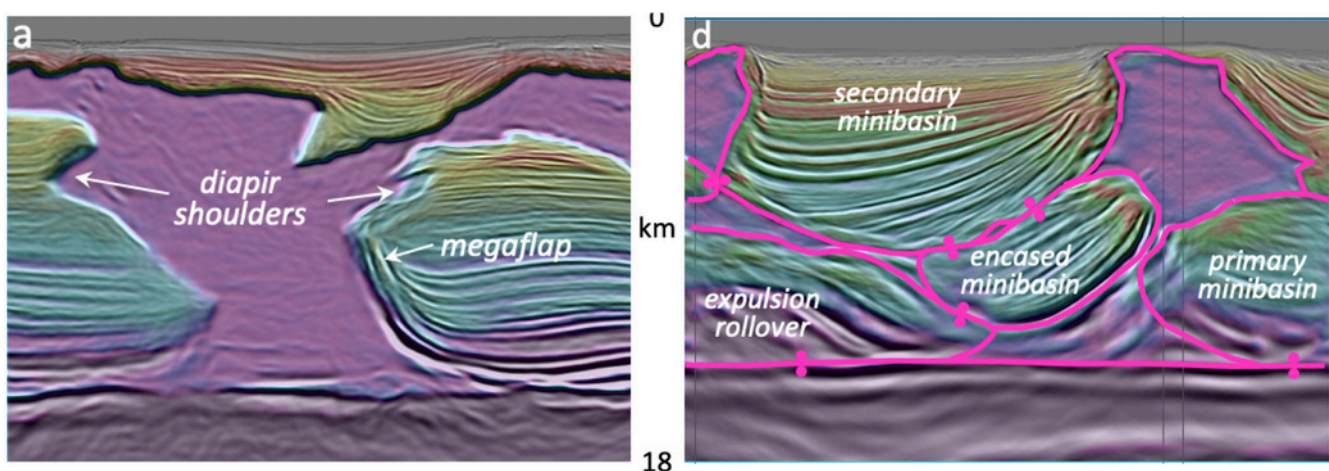 a
diapir
shoulders
megaflap
0
km
18
d
secondary
minibasin
encased
minibasin
expulsion
rollover
primary
minibasin